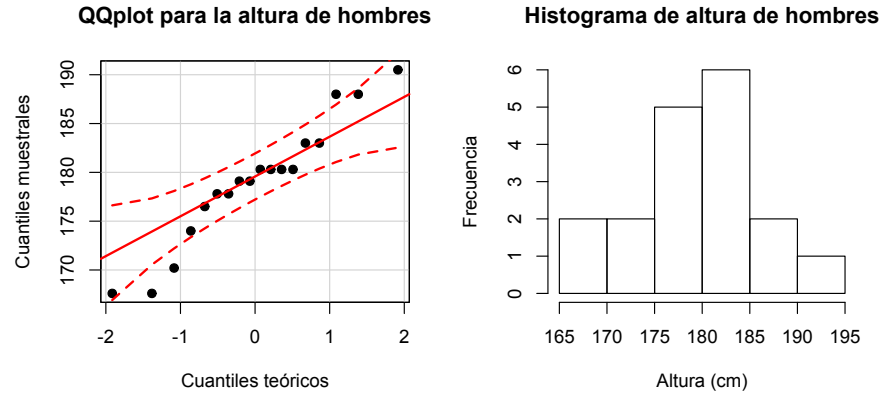 QQplot para la altura de hombres
Cuantiles muestrales
190
185
180
175
170
-2 -1 0 1 2
Cuantiles teóricos
Histograma de altura de hombres
Frecuencia
6
5
4
3
2
1
0
165 170 175 180 185 190 195
Altura (cm)